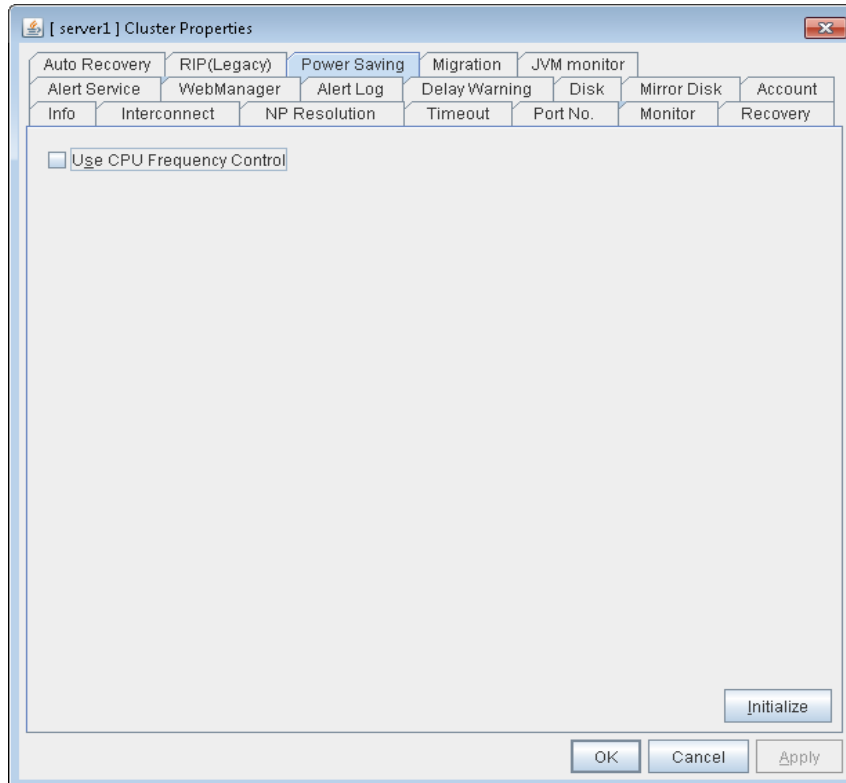 [ server1 ] Cluster Properties
Auto Recovery RIP(Legacy) Power Saving Migration JVM monitor
Alert Service WebManager Alert Log Delay Warning Disk Mirror Disk Account
Info Interconnect NP Resolution Timeout Port No. Monitor Recovery
Use CPU Frequency Control
Initialize
OK Cancel Apply